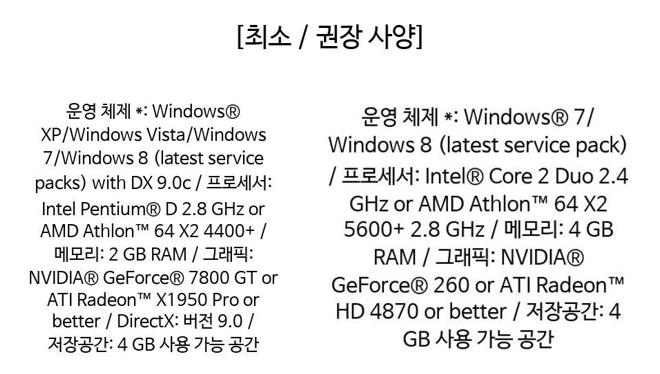 [최소 / 권장 사양]
운영 체제 *: Windows®
XP/Windows Vista/Windows
7/Windows 8 (latest service
packs) with DX 9.0c / 프로세서:
Intel Pentium® D 2.8 GHz or
AMD Athlon™ 64 X2 4400+ /
메모리: 2 GB RAM / 그래픽:
NVIDIA® GeForce® 7800 GT or
ATI Radeon™ X1950 Pro or
better / DirectX: 버전 9.0 /
저장공간: 4 GB 사용 가능 공간
운영 체제 *: Windows® 7/
Windows 8 (latest service pack)
/ 프로세서: Intel® Core 2 Duo 2.4
GHz or AMD Athlon™ 64 X2
5600+ 2.8 GHz / 메모리: 4 GB
RAM / 그래픽: NVIDIA®
GeForce® 260 or ATI Radeon™
HD 4870 or better / 저장공간: 4
GB 사용 가능 공간